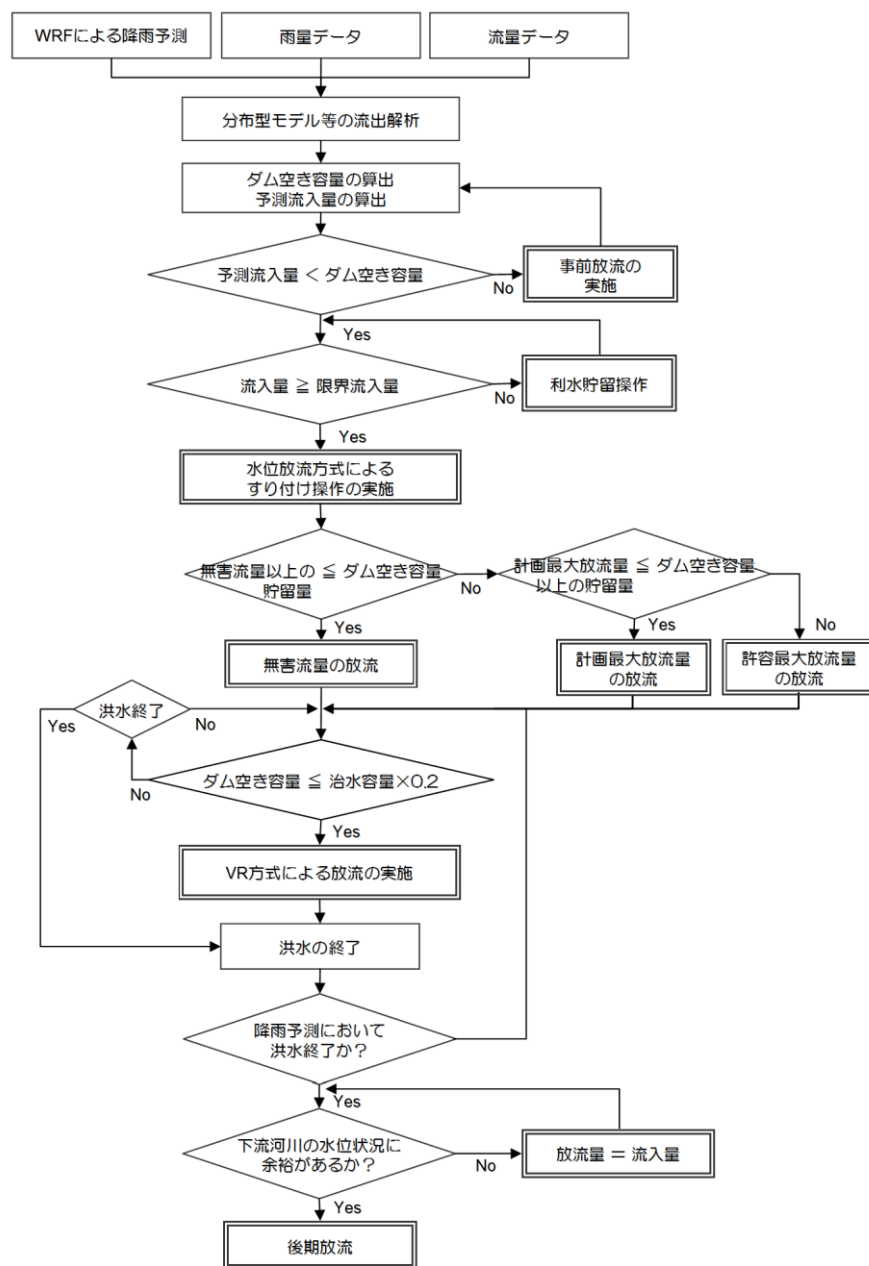 WRFによる降雨予測
雨量データ
流量データ
分布型モデル等の流出解析
ダム空き容量の算出
予測流入量の算出
予測流入量 < ダム空き容量
No
事前放流の
実施
Yes
流入量 ≧ 限界流入量
No
利水貯留操作
Yes
水位放流方式による
すり付け操作の実施
無害流量以上の ≦ ダム空き容量
貯留量
No
計画最大放流量 ≦ ダム空き容量
以上の貯留量
Yes
無害流量の放流
Yes
計画最大放流量
の放流
No
許容最大放流量
の放流
Yes
洪水終了
No
ダム空き容量 ≦ 治水容量×0.2
No
Yes
VR方式による放流の実施
洪水の終了
降雨予測において
洪水終了か？
Yes
下流河川の水位状況に
余裕があるか？
No
放流量 = 流入量
Yes
後期放流